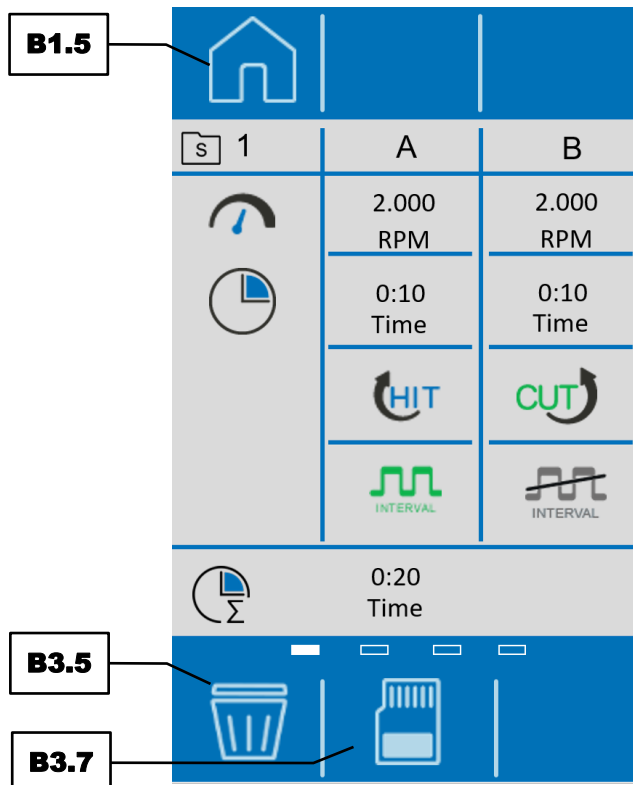 B1.5
S 1 A B
2.000 2.000
RPM RPM
0:10 0:10
Time Time
HIT CUT
INTERVAL INTERVAL
0:20
Σ Time
B3.5
B3.7